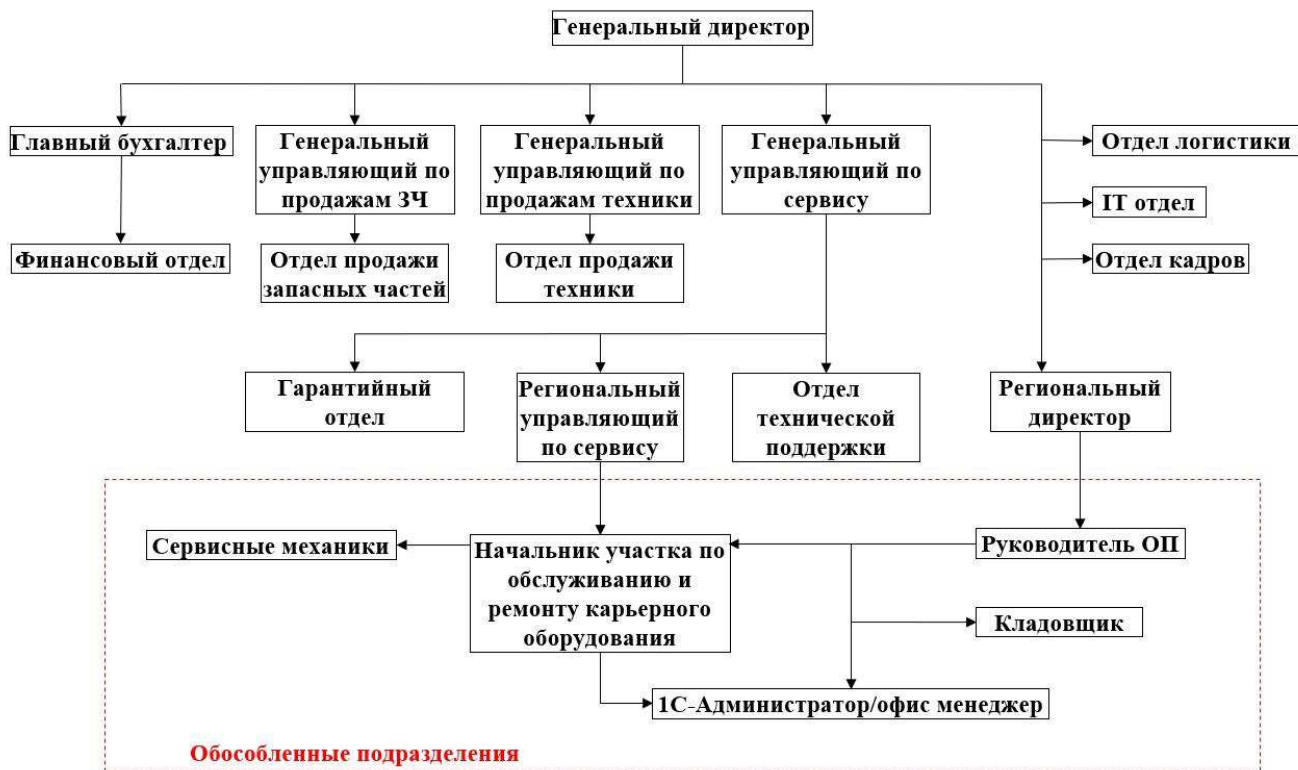 Генеральный директор
Главный бухгалтер
Генеральный
управляющий по
продажам ЗЧ
Генеральный
управляющий по
продажам техники
Генеральный
управляющий по
сервису
Отдел логистики
IT отдел
Отдел кадров
Финансовый отдел
Отдел продажи
запасных частей
Отдел продажи
техники
Гарантийный
отдел
Региональный
управляющий
по сервису
Отдел
технической
поддержки
Региональный
директор
Сервисные механики
Начальник участка по
обслуживанию и
ремонту карьерного
оборудования
Руководитель ОП
Кладовщик
1С-Администратор/офис менеджер
Обособленные подразделения